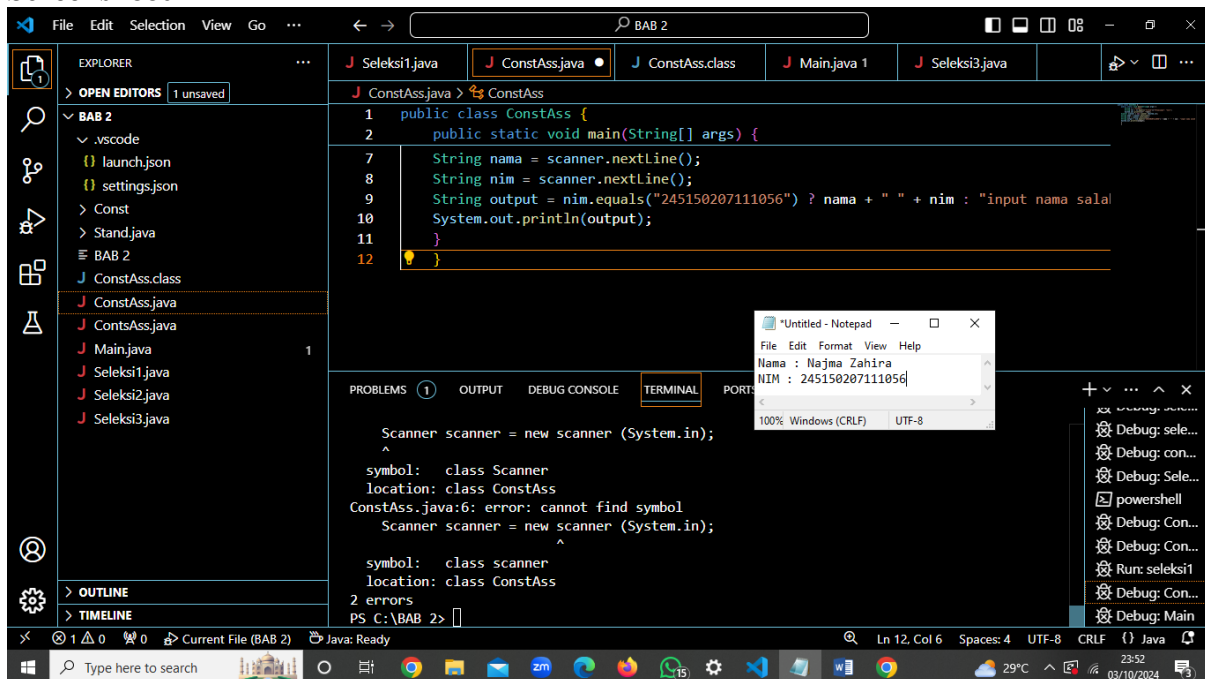 File Edit Selection View Go ··· ← → BAB 2
EXPLORER ···
> OPEN EDITORS 1 unsaved
BAB 2
.vscode
{} launch.json
{} settings.json
> Const
> Stand.java
BAB 2
J ConstAss.class
J ConstAss.java
J ContsAss.java
J Main.java 1
J Seleksi1.java
J Seleksi2.java
J Seleksi3.java
> OUTLINE
> TIMELINE
J Seleksi1.java J ConstAss.java ● J ConstAss.class J Main.java 1 J Seleksi3.java
J ConstAss.java > ConstAss
1 public class ConstAss {
2 public static void main(String[] args) {
7 String nama = scanner.nextLine();
8 String nim = scanner.nextLine();
9 String output = nim.equals("245150207111056") ? nama + " " + nim : "input nama sala
10 System.out.println(output);
11 }
12 }
*Untitled - Notepad
File Edit Format View Help
Nama : Najma Zahira
NIM : 245150207111056
100% Windows (CRLF) UTF-8
PROBLEMS 1 OUTPUT DEBUG CONSOLE TERMINAL PORTS
Scanner scanner = new scanner (System.in);
^
symbol: class Scanner
location: class ConstAss
ConstAss.java:6: error: cannot find symbol
Scanner scanner = new scanner (System.in);
^
symbol: class scanner
location: class ConstAss
2 errors
PS C:\BAB 2>
Debug: sele...
Debug: con...
Debug: Sele...
powershell
Debug: Con...
Debug: Con...
Run: seleksi1
Debug: Con...
Debug: Main
1 0 0 Current File (BAB 2) Java: Ready Ln 12, Col 6 Spaces: 4 UTF-8 CRLF {} Java
Type here to search zm 15 29°C 23:52
03/10/2024 3